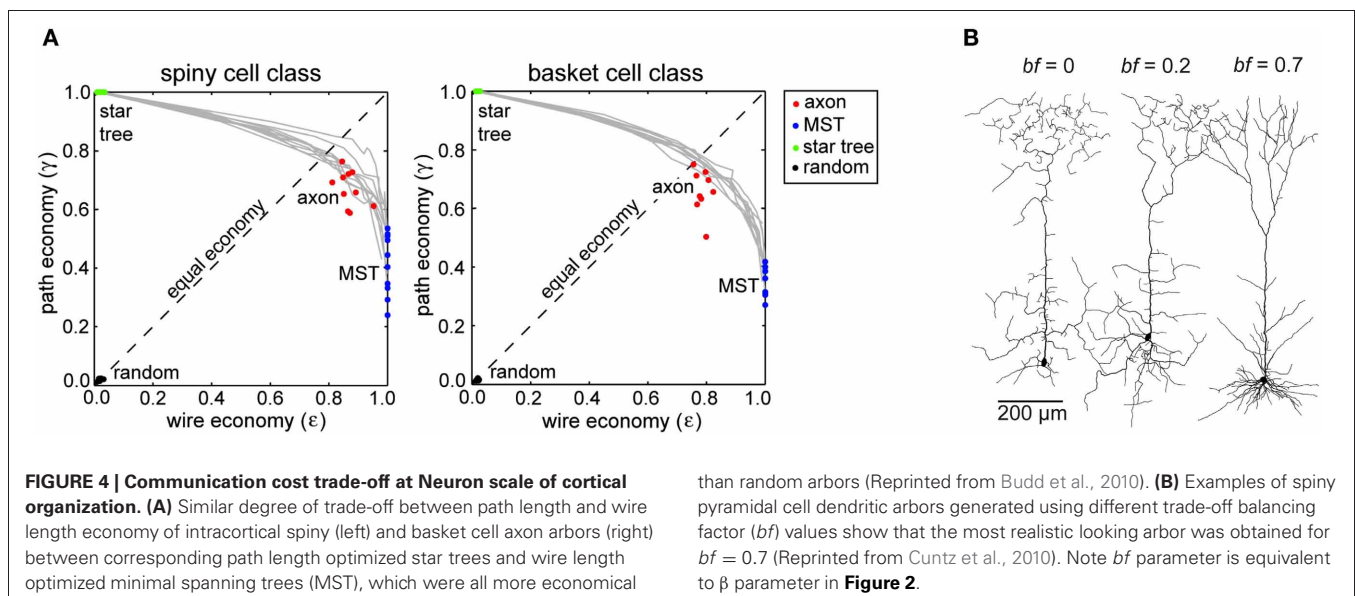 A
spiny cell class
1.0
star
tree
0.8
0.6
0.4
0.2
0.0
path economy (γ)
axon
equal economy
MST
random
0.0 0.2 0.4 0.6 0.8 1.0
wire economy (ε)
basket cell class
1.0
star
tree
0.8
0.6
0.4
0.2
0.0
path economy (γ)
axon
equal economy
MST
random
0.0 0.2 0.4 0.6 0.8 1.0
wire economy (ε)
axon
MST
star tree
random
B
bf = 0 bf = 0.2 bf = 0.7
200 µm
FIGURE 4 | Communication cost trade-off at Neuron scale of cortical
organization. (A) Similar degree of trade-off between path length and wire
length economy of intracortical spiny (left) and basket cell axon arbors (right)
between corresponding path length optimized star trees and wire length
optimized minimal spanning trees (MST), which were all more economical
than random arbors (Reprinted from Budd et al., 2010). (B) Examples of spiny
pyramidal cell dendritic arbors generated using different trade-off balancing
factor (bf) values show that the most realistic looking arbor was obtained for
bf = 0.7 (Reprinted from Cuntz et al., 2010). Note bf parameter is equivalent
to β parameter in Figure 2.